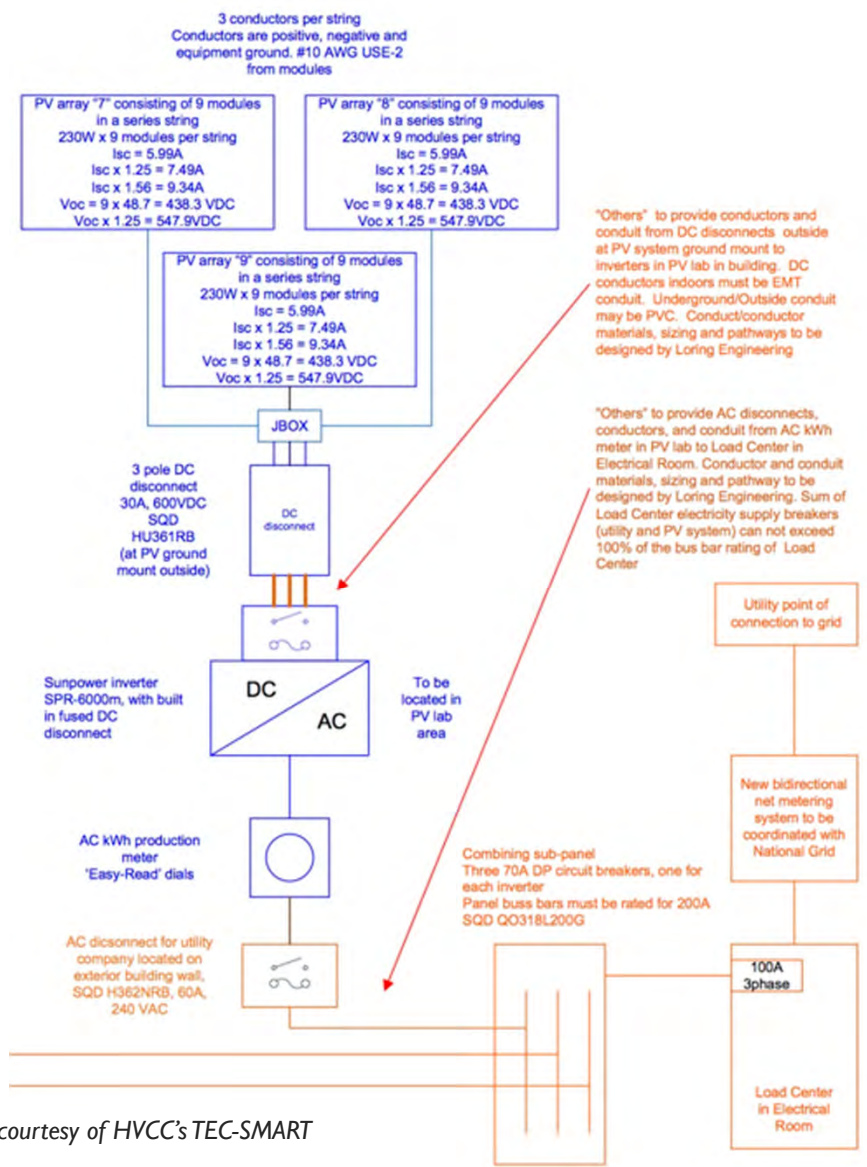 3 conductors per string
Conductors are positive, negative and
equipment ground. #10 AWG USE-2
from modules
PV array "7" consisting of 9 modules
in a series string
230W x 9 modules per string
Isc = 5.99A
Isc x 1.25 = 7.49A
Isc x 1.56 = 9.34A
Voc = 9 x 48.7 = 438.3 VDC
Voc x 1.25 = 547.9VDC
PV array "8" consisting of 9 modules
in a series string
230W x 9 modules per string
Isc = 5.99A
Isc x 1.25 = 7.49A
Isc x 1.56 = 9.34A
Voc = 9 x 48.7 = 438.3 VDC
Voc x 1.25 = 547.9VDC
PV array "9" consisting of 9 modules
in a series string
230W x 9 modules per string
Isc = 5.99A
Isc x 1.25 = 7.49A
Isc x 1.56 = 9.34A
Voc = 9 x 48.7 = 438.3 VDC
Voc x 1.25 = 547.9VDC
"Others" to provide conductors and
conduit from DC disconnects outside
at PV system ground mount to
inverters in PV lab in building. DC
conductors indoors must be EMT
conduit. Underground/Outside conduit
may be PVC. Conduct/conductor
materials, sizing and pathways to be
designed by Loring Engineering
JBOX
3 pole DC
disconnect
30A, 600VDC
SQD
HU361RB
(at PV ground
mount outside)
DC
disconnect
"Others" to provide AC disconnects,
conductors, and conduit from AC kWh
meter in PV lab to Load Center in
Electrical Room. Conductor and conduit
materials, sizing and pathway to be
designed by Loring Engineering. Sum of
Load Center electricity supply breakers
(utility and PV system) can not exceed
100% of the bus bar rating of Load
Center
Utility point of
connection to grid
Sunpower inverter
SPR-6000m, with built
in fused DC
disconnect
DC
AC
To be
located in
PV lab
area
New bidirectional
net metering
system to be
coordinated with
National Grid
AC kWh production
meter
'Easy-Read' dials
Combining sub-panel
Three 70A DP circuit breakers, one for
each inverter
Panel buss bars must be rated for 200A
SQD QO318L200G
AC dicsonnect for utility
company located on
exterior building wall,
SQD H362NRB, 60A,
240 VAC
100A
3phase
Load Center
in Electrical
Room
courtesy of HVCC's TEC-SMART